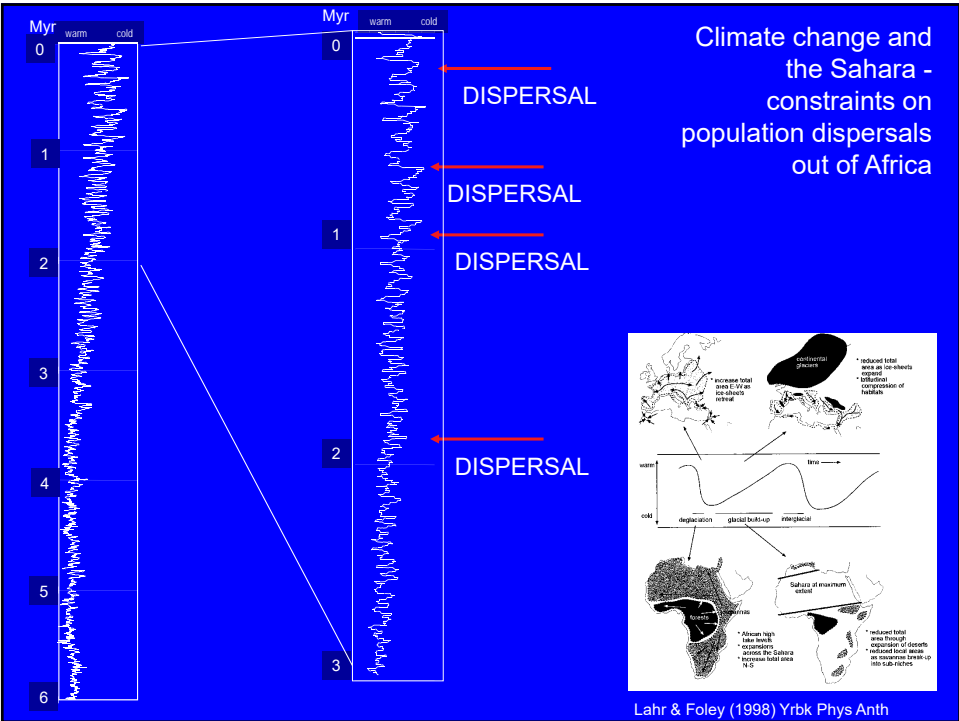 Climate change and
the Sahara -
constraints on
population dispersals
out of Africa
Myr
warm cold
0
1
2
3
4
5
6
Myr
warm cold
0
1
2
3
DISPERSAL
DISPERSAL
DISPERSAL
DISPERSAL
* increase total
area E-W as
ice-sheets
retreat
continental
glaciers
* reduced total
area as ice-sheets
expand
* latitudinal
compression of
habitats
warm
cold
time
deglaciation glacial build-up interglacial
forests
savannas
* African high
lake levels
* expansions
across the Sahara
* increase total area
N-S
Sahara at maximum
extent
* reduced total
area through
expansion of deserts
* reduced local areas
as savannae break-up
into sub-niches
Lahr & Foley (1998) Yrbk Phys Anth